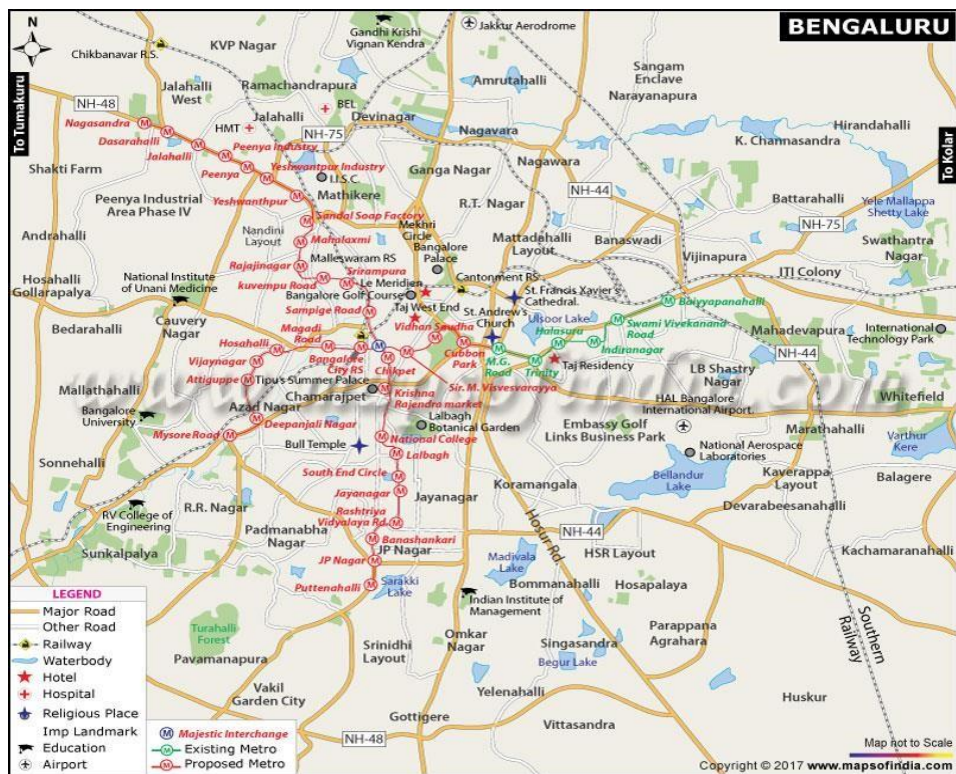 BENGALURU
N
Gandhi Krishi
Vignan Kendra
Jakkur Aerodrome
Chikbanavar R.S.
KVP Nagar
Sangam
Enclave
Narayanapura
To Tumakuru
Jalahalli
West
Ramachandrapura
Amrutahalli
NH-48
BEL
Devinagar
Jalahalli
HMT
NH-75
Nagavara
Hirandahalli
K. Channasandra
To Kolar
Nagasandra
Dasarahalli
Jalahalli
Peenya Industry
Peenya
Yeshwantpur Industry
I.I.S.C.
Mathikere
Yeshwanthpur
Shakti Farm
Ganga Nagar
Nagawara
NH-44
Peenya Industrial
Area Phase IV
Sandal Soap Factory
R.T. Nagar
Battarahalli
Yele Mallappa
Shetty Lake
Nandini
Layout
Mahalaxmi
Mekhri
Circle
Bangalore
Palace
Mattadahalli
Layout
Banaswadi
NH-75
Andrahalli
Malleswaram RS
Vijinapura
Swathantra
Nagar
Rajajinagar
Srirampura
Hosahalli
Gollarapalya
National Institute
of Unani Medicine
kuvempu Road
Le Meridien
Cantonment RS
ITI Colony
Bangalore Golf Course
St. Francis Xavier's
Cathedral.
Baiyyapanahalli
Sampige Road
Taj West End
St. Andrew's
Church
Ulsoor Lake
Bedarahalli
Cauvery
Nagar
Magadi
Road
Vidhan Saudha
Halasura
Swami Vivekanand
Road
Mahadevapura
International
Technology Park
Hosahalli
Indiranagar
Vijaynagar
Bangalore
City RS
Chikpet
Cubbon
Park
M.G.
Road
Trinity
Taj Residency
NH-44
Attiguppe
Tipu's Summer Palace
Sir. M. Visvesvarayya
LB Shastry
Nagar
Mallathahalli
Chamarajpet
Krishna
Rajendra market
HAL Bangalore
International Airport.
Whitefield
Bangalore
University
Azad Nagar
Deepanjali Nagar
Lalbagh
Botanical Garden
Embassy Golf
Links Business Park
Marathahalli
Mysore Road
Bull Temple
National College
National Aerospace
Laboratories
Varthur
Kere
Lalbagh
Sonnehalli
South End Circle
Koramangala
Bellandur
Lake
Kaverappa
Layout
Balagere
Jayanagar
Jayanagar
R.R. Nagar
Rashtriya
Vidyalaya Rd.
Devarabeesanahalli
RV College of
Engineering
Padmanabha
Nagar
Hosur Rd.
NH-44
Sunkalpalya
Banashankari
JP Nagar
HSR Layout
Kachamaranahalli
JP Nagar
Madivala
Lake
Puttenahalli
Sarakki
Lake
Bommanahalli
Hosapalaya
Indian Institute of
Management
Parappana
Agrahara
Southern
Railway
Turahalli
Forest
Srinidhi
Layout
Omkar
Nagar
Singasandra
Pavamanapura
Begur Lake
Vakil
Garden City
Yelenahalli
Huskur
Gottigere
Vittasandra
NH-48
LEGEND
Major Road
Other Road
Railway
Waterbody
Hotel
Hospital
Religious Place
Imp Landmark
Education
Airport
Majestic Interchange
Existing Metro
Proposed Metro
Map not to Scale
Copyright © 2017 www.mapsofindia.com